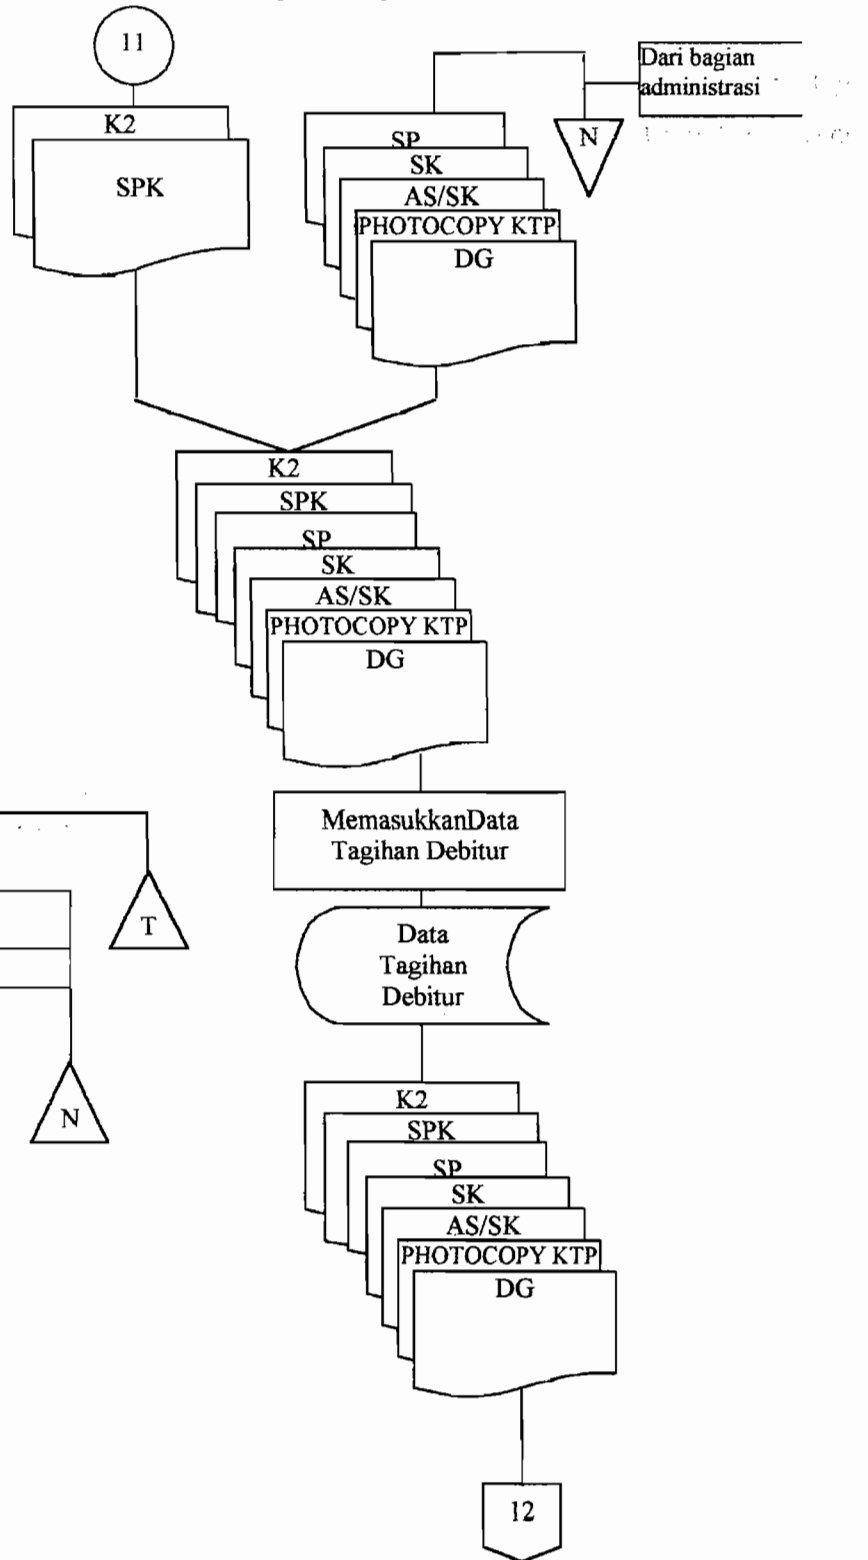 11
K2
SPK
Dari bagian
administrasi
N
SP
SK
AS/SK
PHOTOCOPY KTP
DG
K2
SPK
SP
SK
AS/SK
PHOTOCOPY KTP
DG
MemasukkanData
Tagihan Debitur
T
Data
Tagihan
Debitur
N
K2
SPK
SP
SK
AS/SK
PHOTOCOPY KTP
DG
12